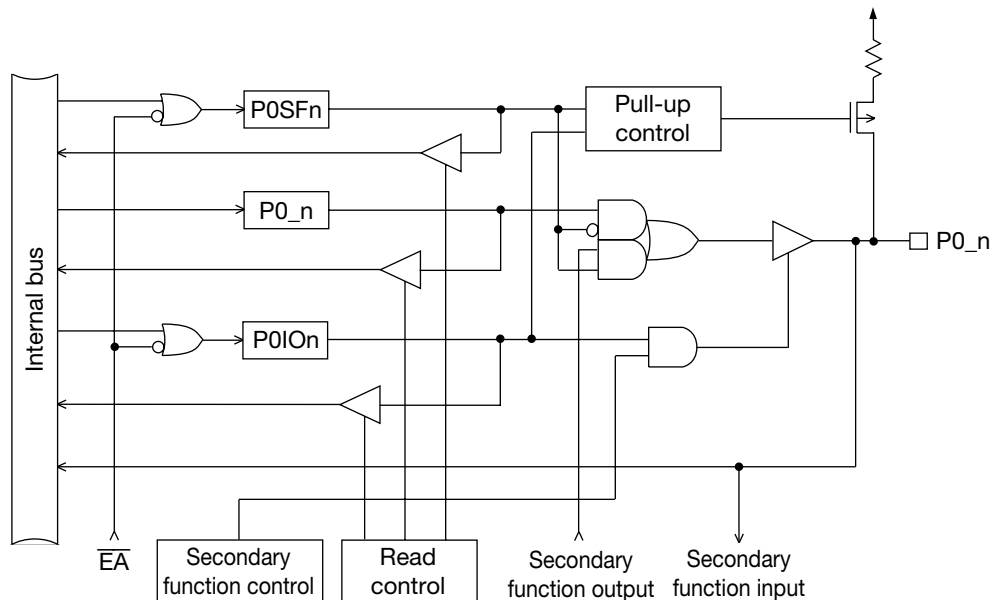 P0SFn
Pull-up
control
P0_n
P0_n
Internal bus
P0IOn
EA
Secondary
function control
Read
control
Secondary
function output
Secondary
function input